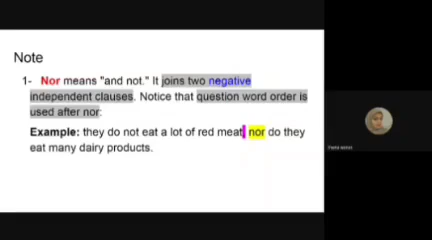 Note
1- Nor means "and not." It joins two negative
independent clauses. Notice that question word order is
used after nor:
Example: they do not eat a lot of red meat, nor do they
eat many dairy products.